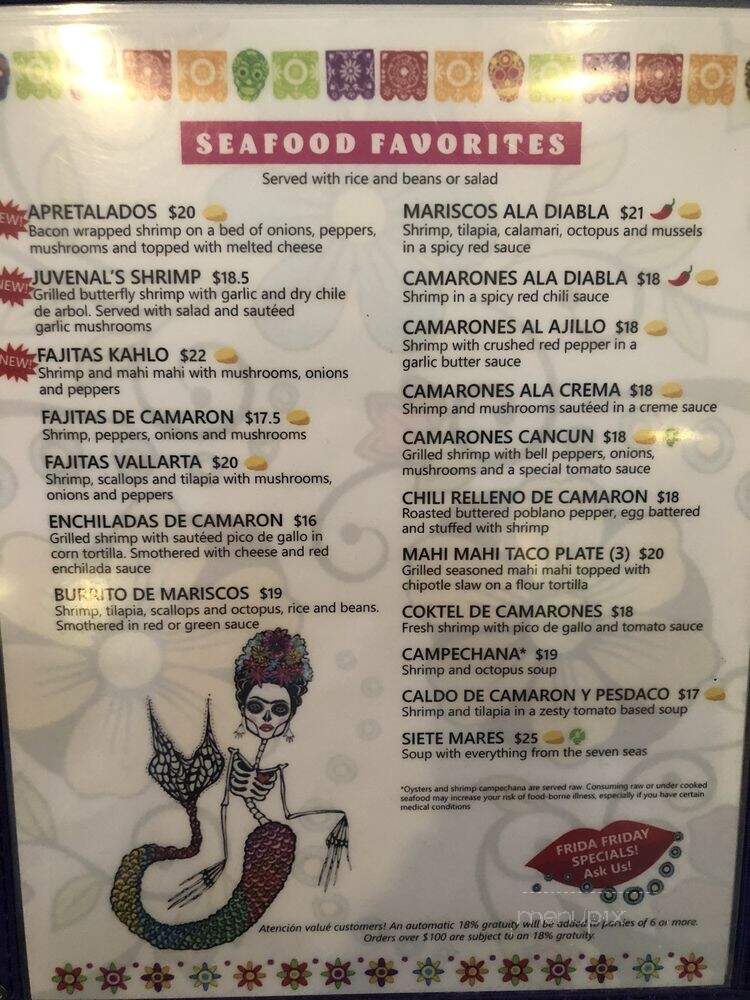 SEAFOOD FAVORITES
Served with rice and beans or salad
NEW!
APRETALADOS $20
Bacon wrapped shrimp on a bed of onions, peppers,
mushrooms and topped with melted cheese
NEW!
JUVENAL'S SHRIMP $18.5
Grilled butterfly shrimp with garlic and dry chile
de arbol. Served with salad and sautéed
garlic mushrooms
NEW!
FAJITAS KAHLO $22
Shrimp and mahi mahi with mushrooms, onions
and peppers
FAJITAS DE CAMARON $17.5
Shrimp, peppers, onions and mushrooms
FAJITAS VALLARTA $20
Shrimp, scallops and tilapia with mushrooms,
onions and peppers
ENCHILADAS DE CAMARON $16
Grilled shrimp with sautéed pico de gallo in
corn tortilla. Smothered with cheese and red
enchilada sauce
BURRITO DE MARISCOS $19
Shrimp, tilapia, scallops and octopus, rice and beans.
Smothered in red or green sauce
MARISCOS ALA DIABLA $21
Shrimp, tilapia, calamari, octopus and mussels
in a spicy red sauce
CAMARONES ALA DIABLA $18
Shrimp in a spicy red chili sauce
CAMARONES AL AJILLO $18
Shrimp with crushed red pepper in a
garlic butter sauce
CAMARONES ALA CREMA $18
Shrimp and mushrooms sautéed in a creme sauce
CAMARONES CANCUN $18
Grilled shrimp with bell peppers, onions,
mushrooms and a special tomato sauce
CHILI RELLENO DE CAMARON $18
Roasted buttered poblano pepper, egg battered
and stuffed with shrimp
MAHI MAHI TACO PLATE (3) $20
Grilled seasoned mahi mahi topped with
chipotle slaw on a flour tortilla
COKTEL DE CAMARONES $18
Fresh shrimp with pico de gallo and tomato sauce
CAMPECHANA* $19
Shrimp and octopus soup
CALDO DE CAMARON Y PESDACO $17
Shrimp and tilapia in a zesty tomato based soup
SIETE MARES $25
Soup with everything from the seven seas
*Oysters and shrimp campechana are served raw. Consuming raw or under cooked
seafood may increase your risk of food-borne illness, especially if you have certain
medical conditions
FRIDA FRIDAY
SPECIALS!
Ask Us!
menupix
Atención valué customers! An automatic 18% gratuity will be added to parties of 6 or more.
Orders over $100 are subject to an 18% gratuity.